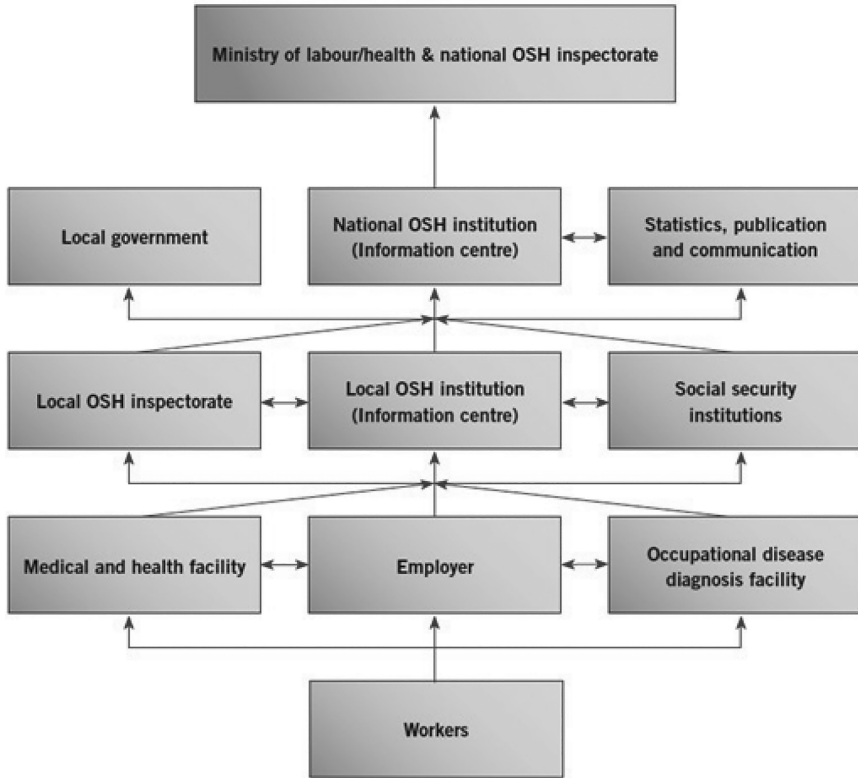 Ministry of labour/health & national OSH inspectorate
Local government
National OSH institution
(Information centre)
Statistics, publication
and communication
Local OSH inspectorate
Local OSH institution
(Information centre)
Social security
institutions
Medical and health facility
Employer
Occupational disease
diagnosis facility
Workers